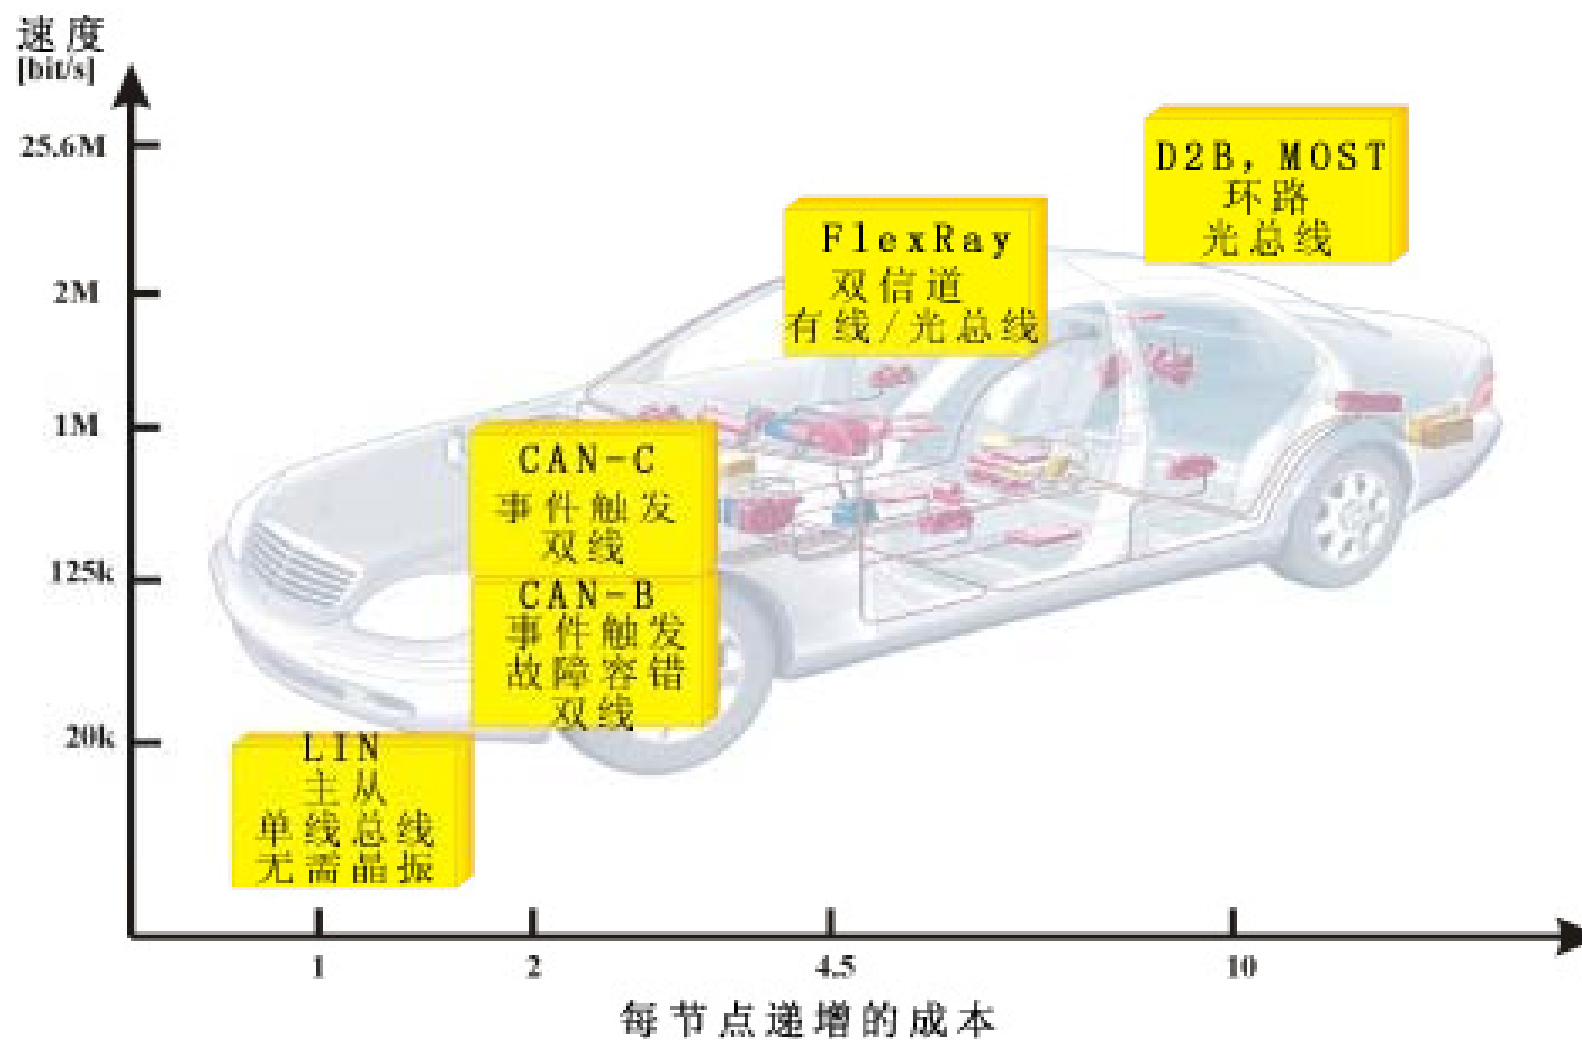 速度
[bit/s]
25.6M
2M
1M
125k
20k
D2B, MOST
环路
光总线
FlexRay
双信道
有线/光总线
CAN-C
事件触发
双线
CAN-B
事件触发
故障容错
双线
LIN
主从
单线总线
无需晶振
1
2
4.5
10
每节点递增的成本